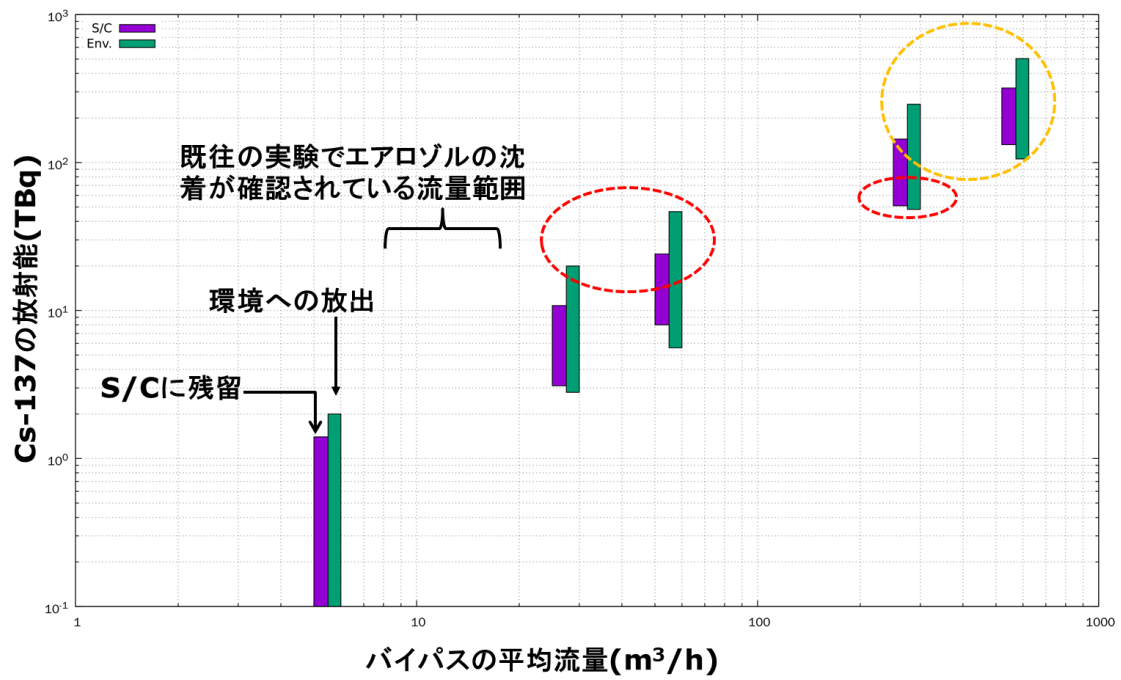 10³
S/C
Env.
10²
既往の実験でエアロゾルの沈
着が確認されている流量範囲
Cs-137の放射能(TBq)
10¹
環境への放出
S/Cに残留
10⁰
10⁻¹
1
10
100
1000
バイパスの平均流量(m³/h)